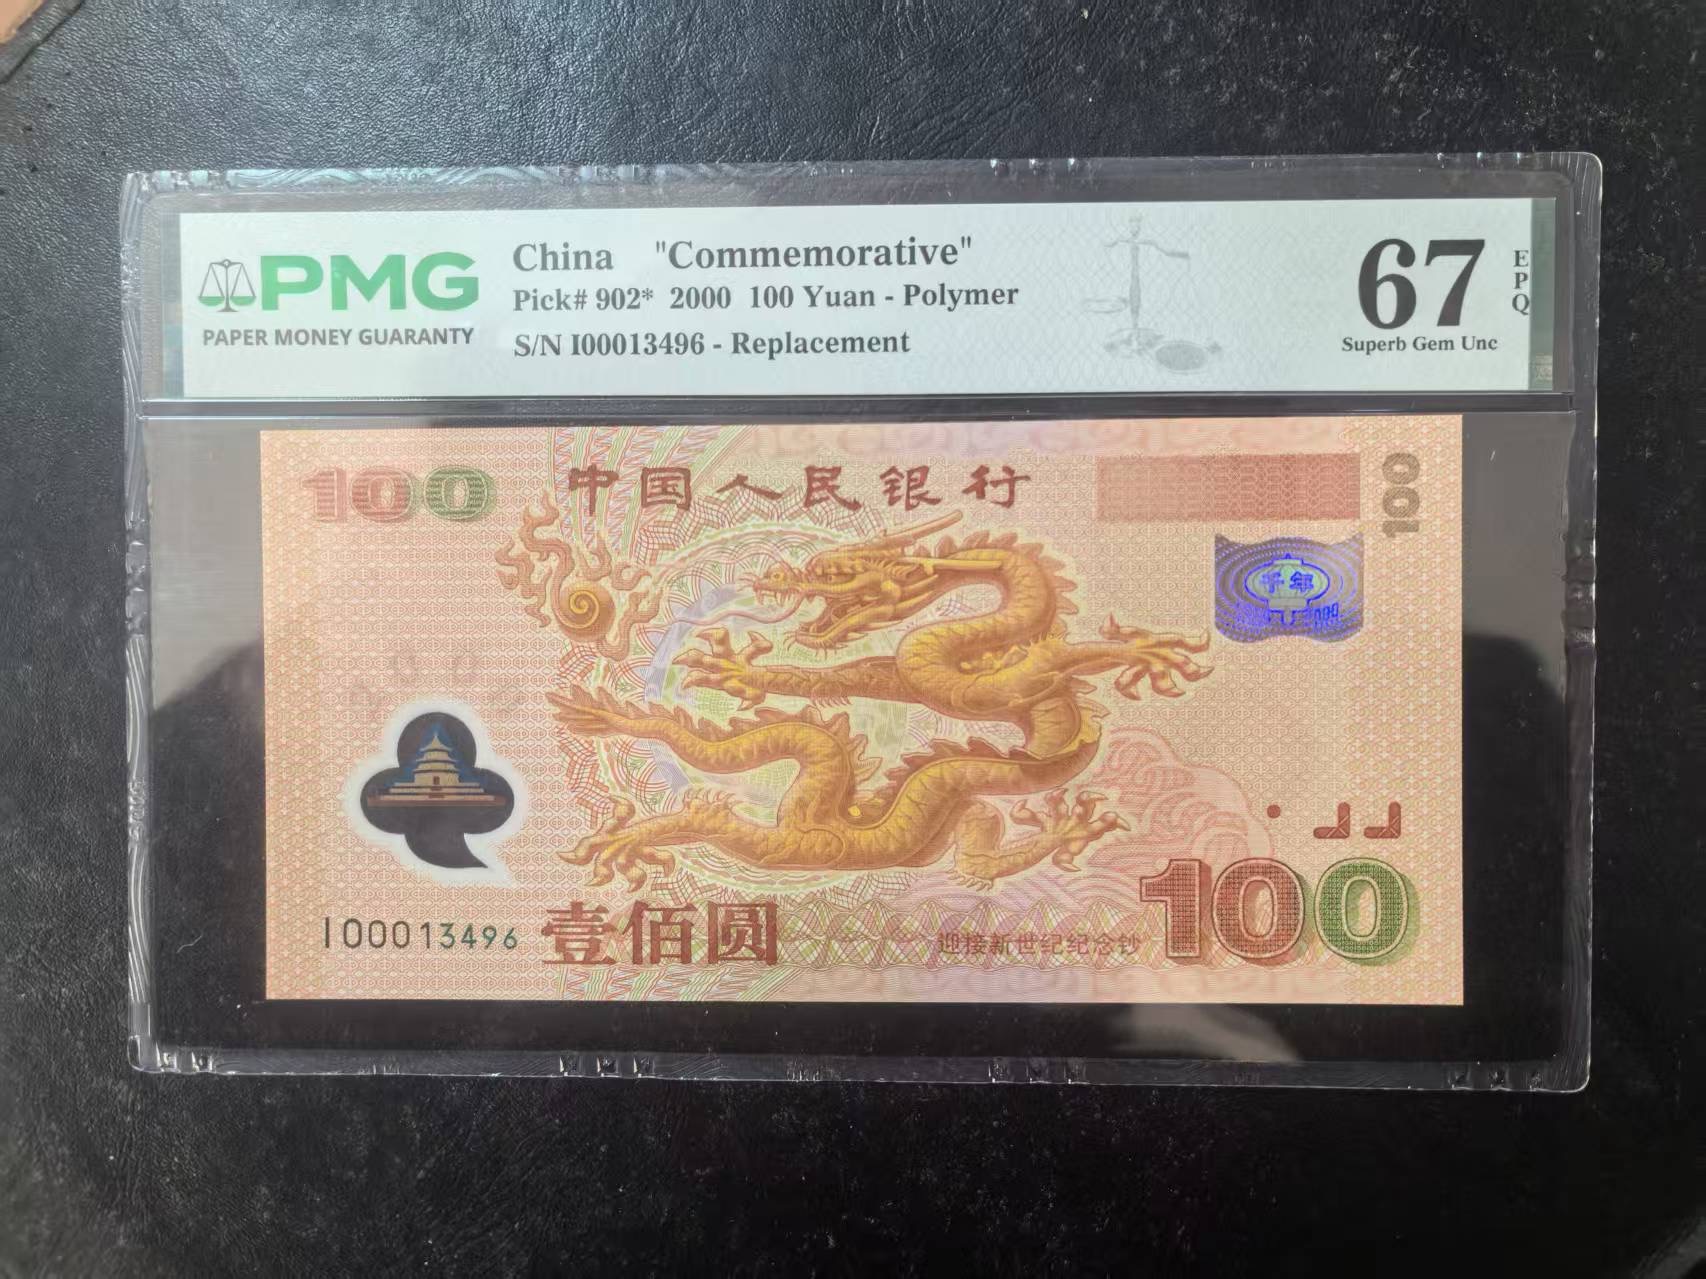 PMG
PAPER MONEY GUARANTY
China "Commemorative"
Pick# 902* 2000 100 Yuan - Polymer
S/N I00013496 - Replacement
67
EPQ
Superb Gem Unc
100
中国人民银行
100
千年
I00013496
壹佰圆
迎接新世纪纪念钞
100